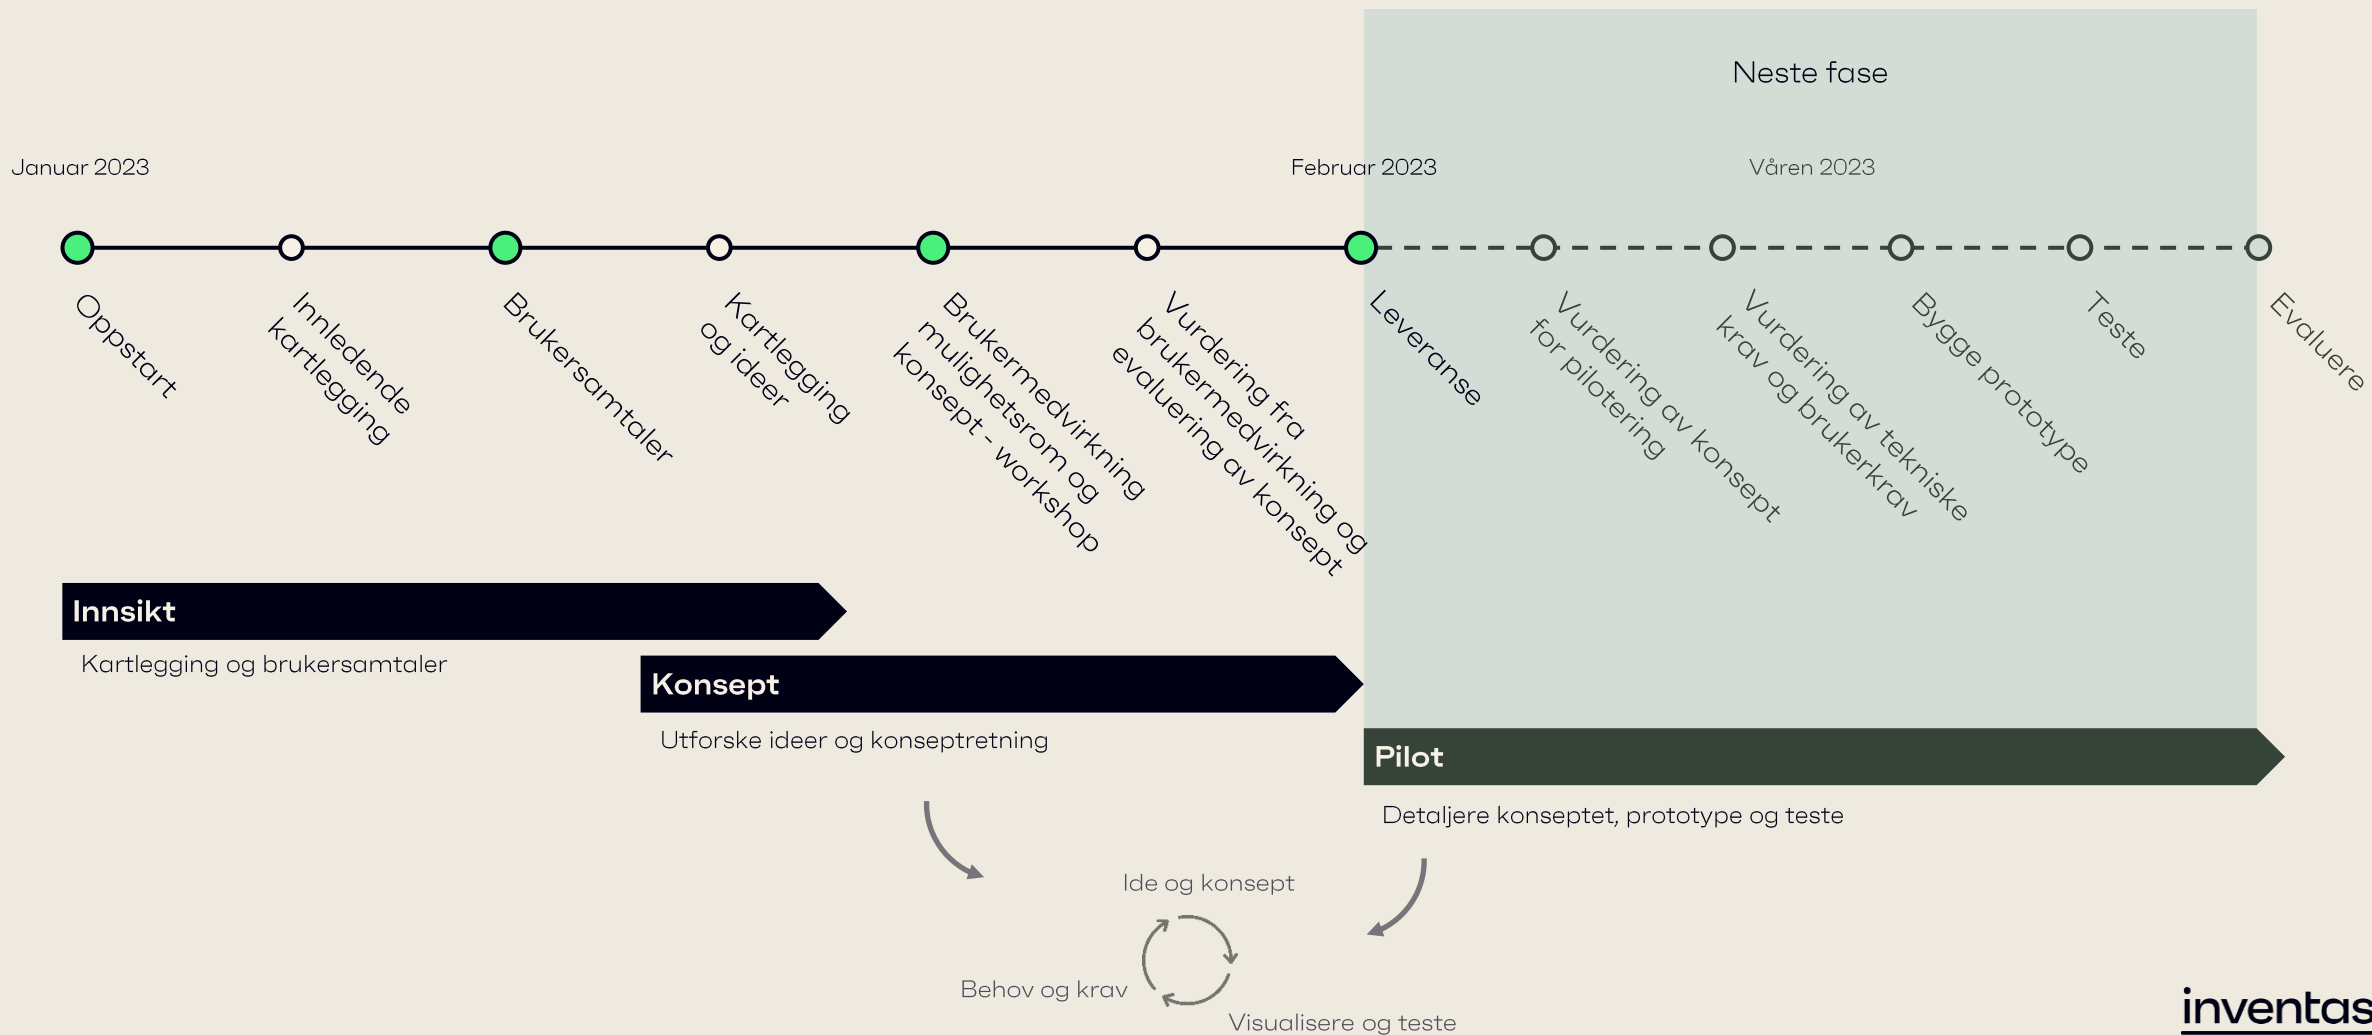 Neste fase
Januar 2023
Februar 2023
Våren 2023
Oppstart
Innledende
kartlegging
Brukersamtaler
Kartlegging
og ideer
Brukermedvirkning
mulighetsrom og
konsept - workshop
Vurdering fra
brukermedvirkning og
evaluering av konsept
Leveranse
Vurdering av konsept
for pilotering
Vurdering av tekniske
krav og brukerkrav
Bygge prototype
Teste
Evaluere
Innsikt
Kartlegging og brukersamtaler
Konsept
Utforske ideer og konseptretning
Pilot
Detaljere konseptet, prototype og teste
Ide og konsept
Behov og krav
Visualisere og teste
inventas